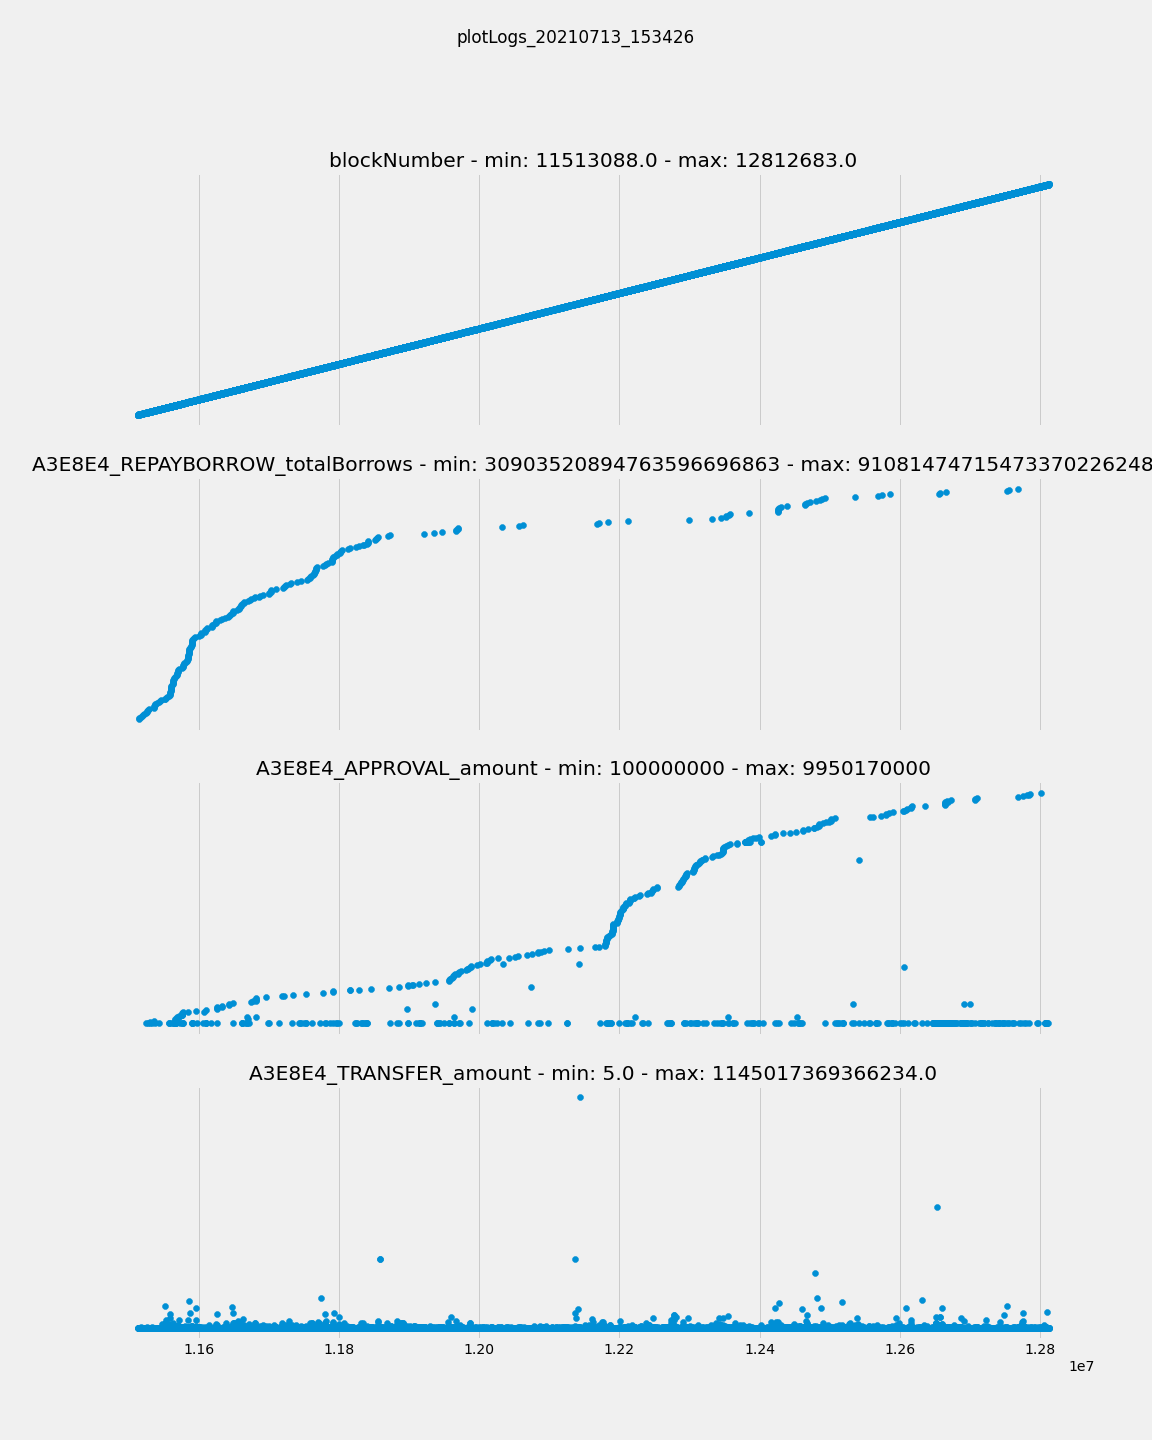 plotLogs_20210713_153426
blockNumber - min: 11513088.0 - max: 12812683.0
A3E8E4_REPAYBORROW_totalBorrows - min: 30903520894763596696863 - max: 91081474715473370226248
A3E8E4_APPROVAL_amount - min: 100000000 - max: 9950170000
A3E8E4_TRANSFER_amount - min: 5.0 - max: 1145017369366234.0
1.16 1.18 1.20 1.22 1.24 1.26 1.28
1e7